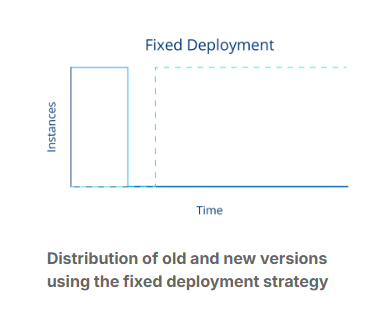 Fixed Deployment
Instances
Time
Distribution of old and new versions
using the fixed deployment strategy